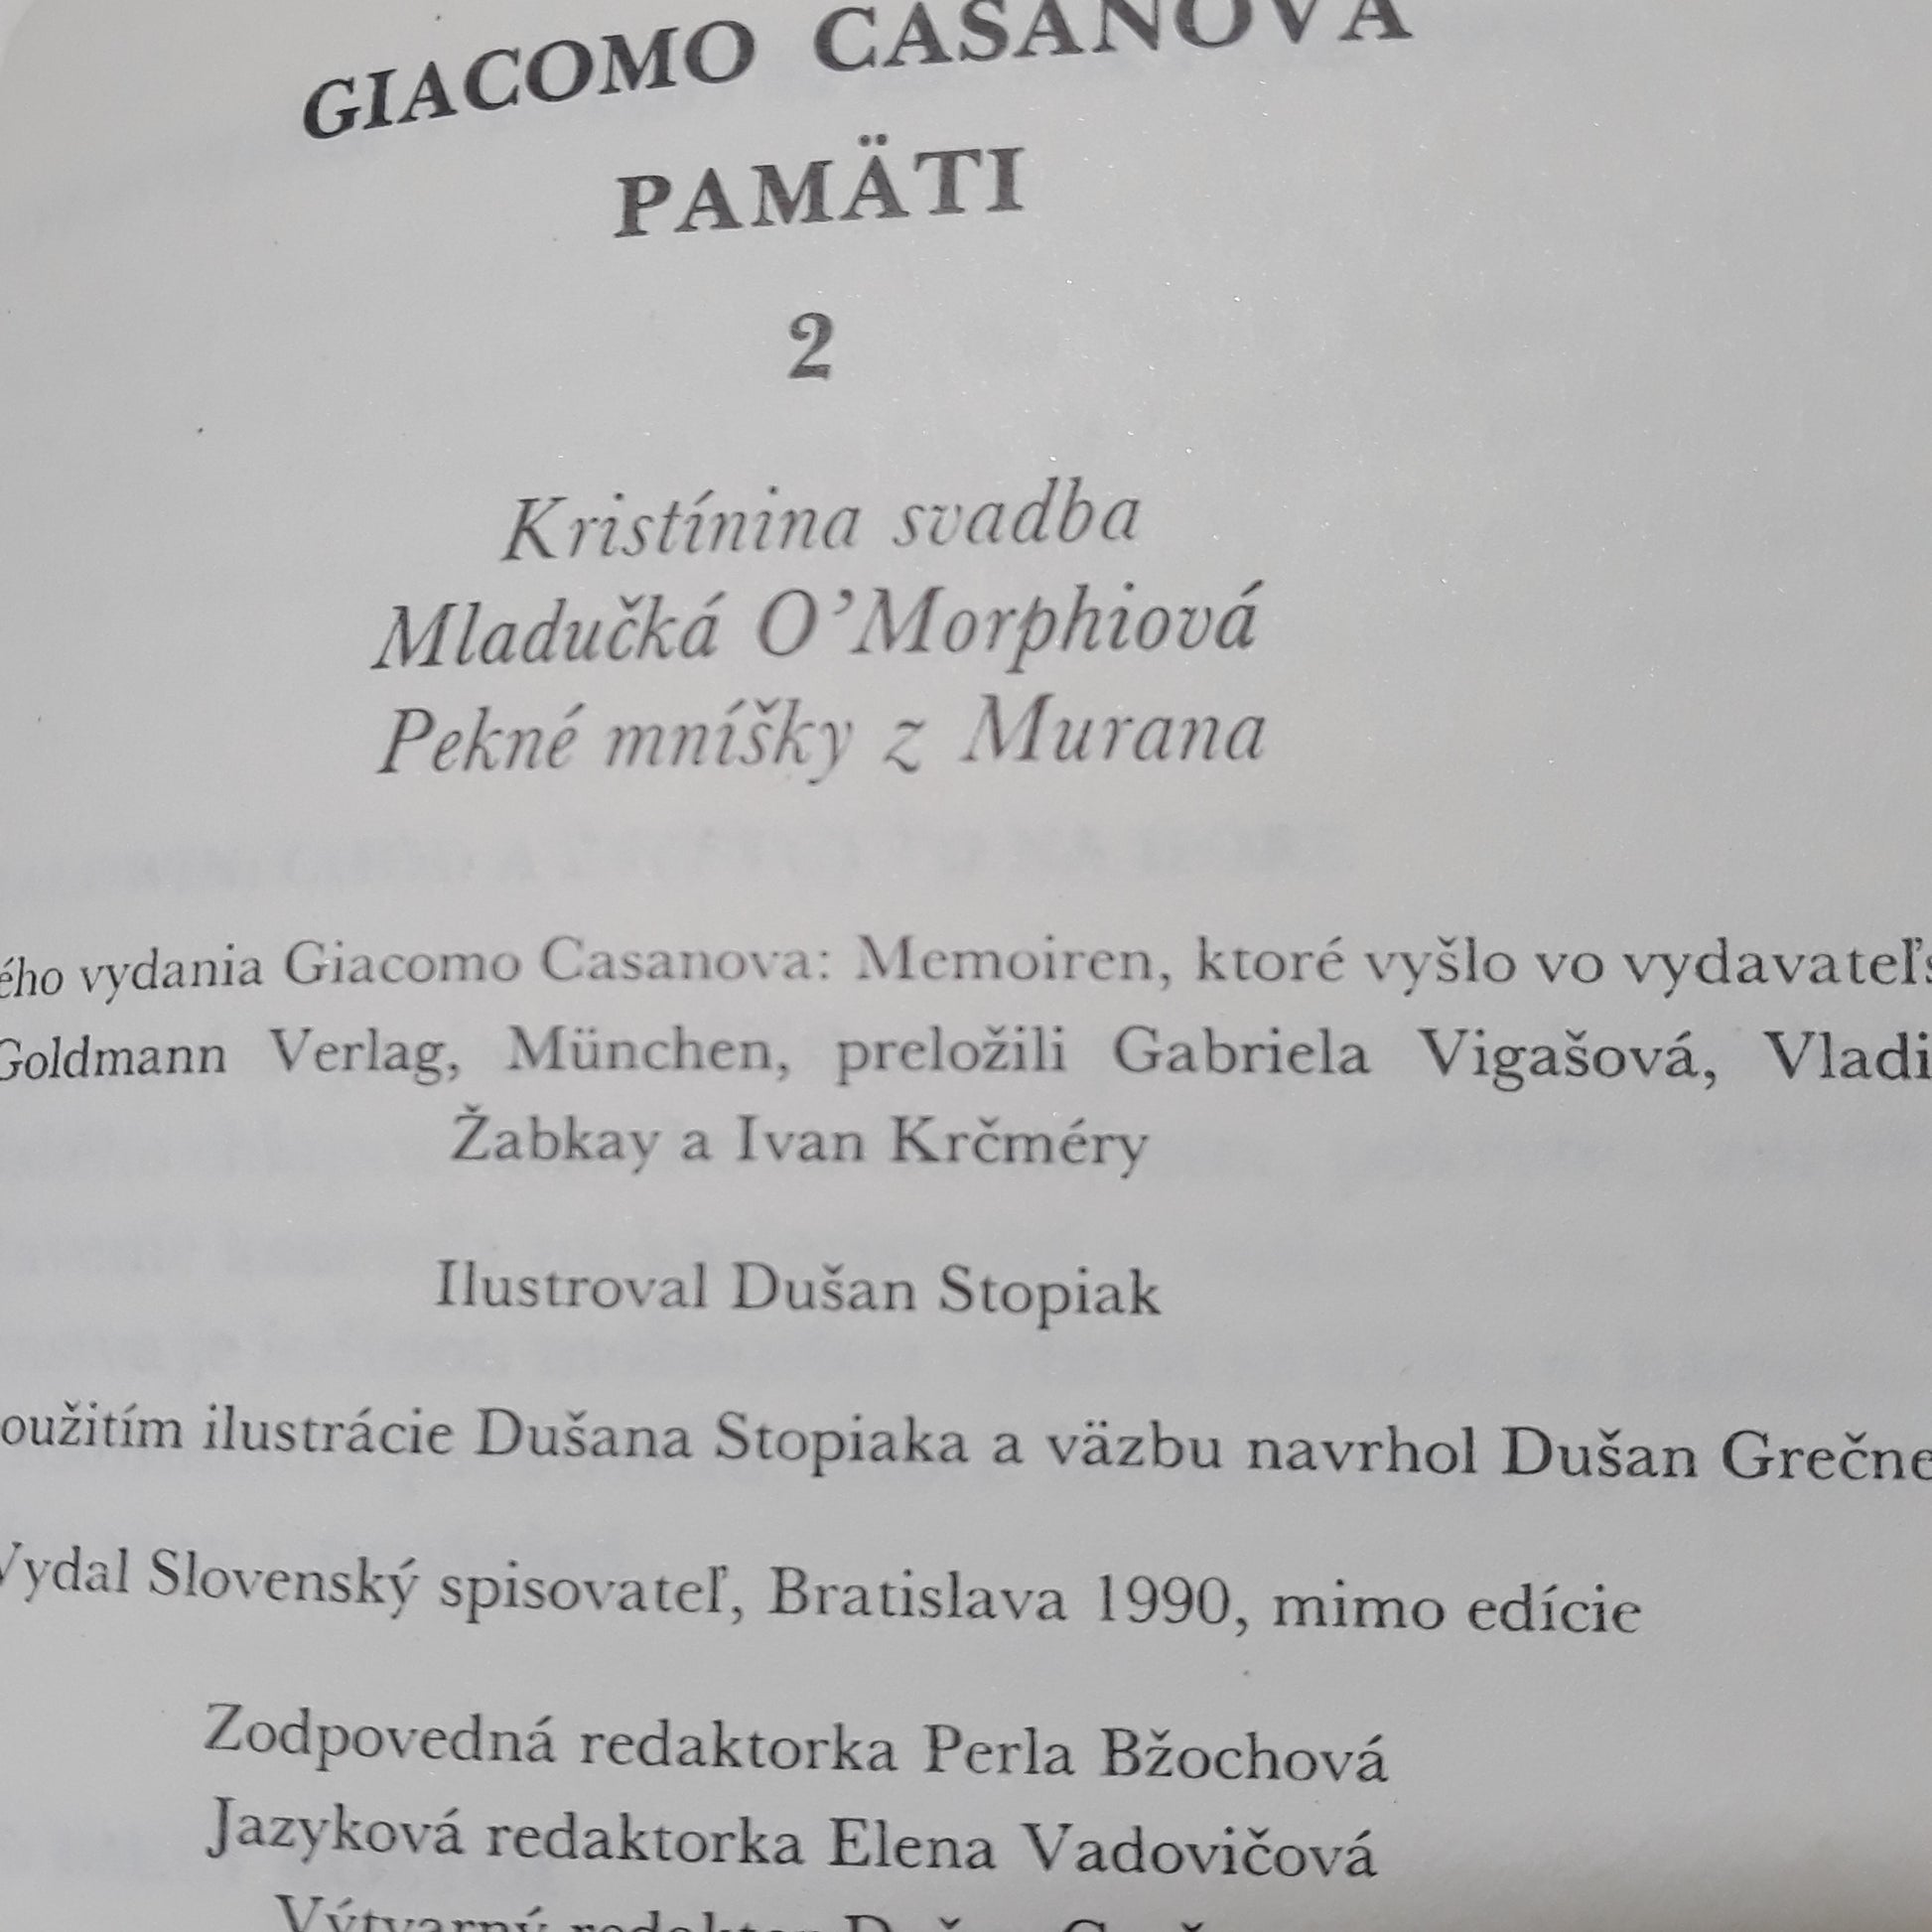 GIACOMO CASANOVA
PAMÄTI
2
Kristínina svadba
Mladučká O’Morphiová
Pekné mníšky z Murana
vydania Giacomo Casanova: Memoiren, ktoré vyšlo vo
Goldmann Verlag, München, preložili Gabriela Vigašová,
Žabkay a Ivan Krčméry
Ilustroval Dušan Stopiak
ilustrácie Dušana Stopiaka a väzbu navrhol Dušan
Vydal Slovenský spisovateľ, Bratislava 1990, mimo edície
Zodpovedná redaktorka Perla Bžochová
Jazyková redaktorka Elena Vadovičová
Výtvarný redaktor